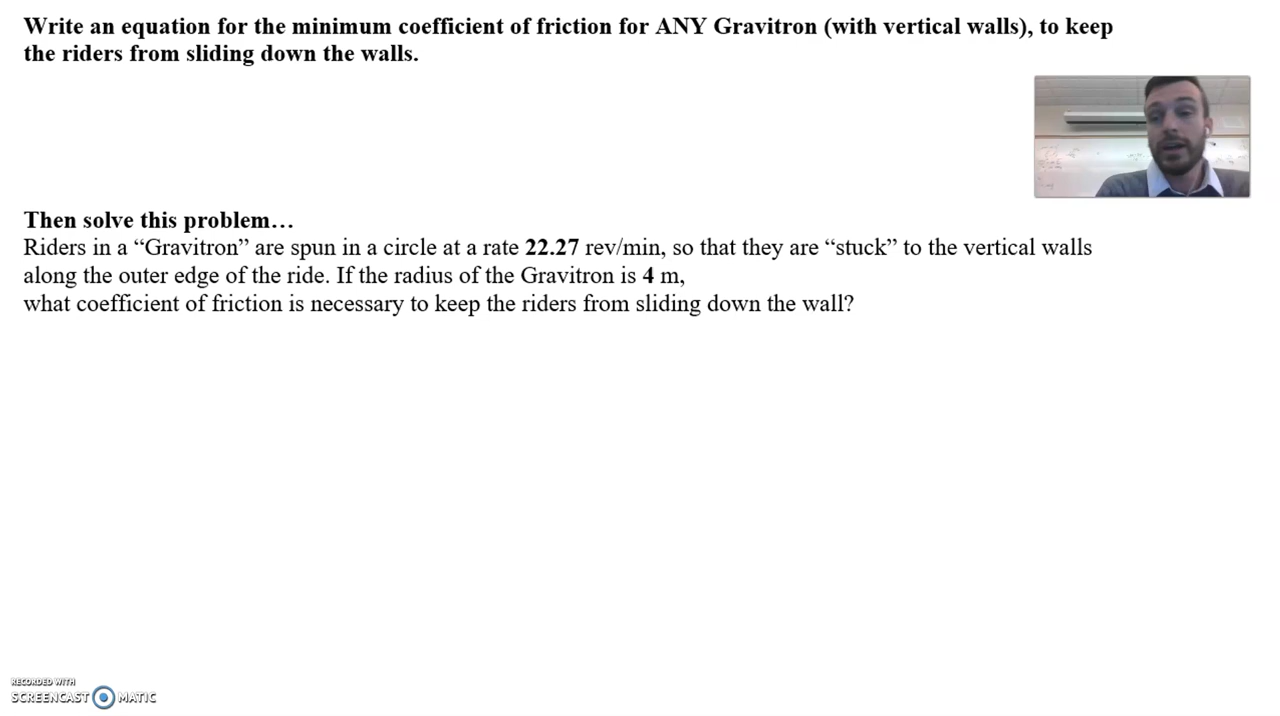 Write an equation for the minimum coefficient of friction for ANY Gravitron (with vertical walls), to keep
the riders from sliding down the walls.
Then solve this problem…
Riders in a “Gravitron” are spun in a circle at a rate 22.27 rev/min, so that they are “stuck” to the vertical walls
along the outer edge of the ride. If the radius of the Gravitron is 4 m,
what coefficient of friction is necessary to keep the riders from sliding down the wall?
RECORDED WITH
SCREENCAST MATIC